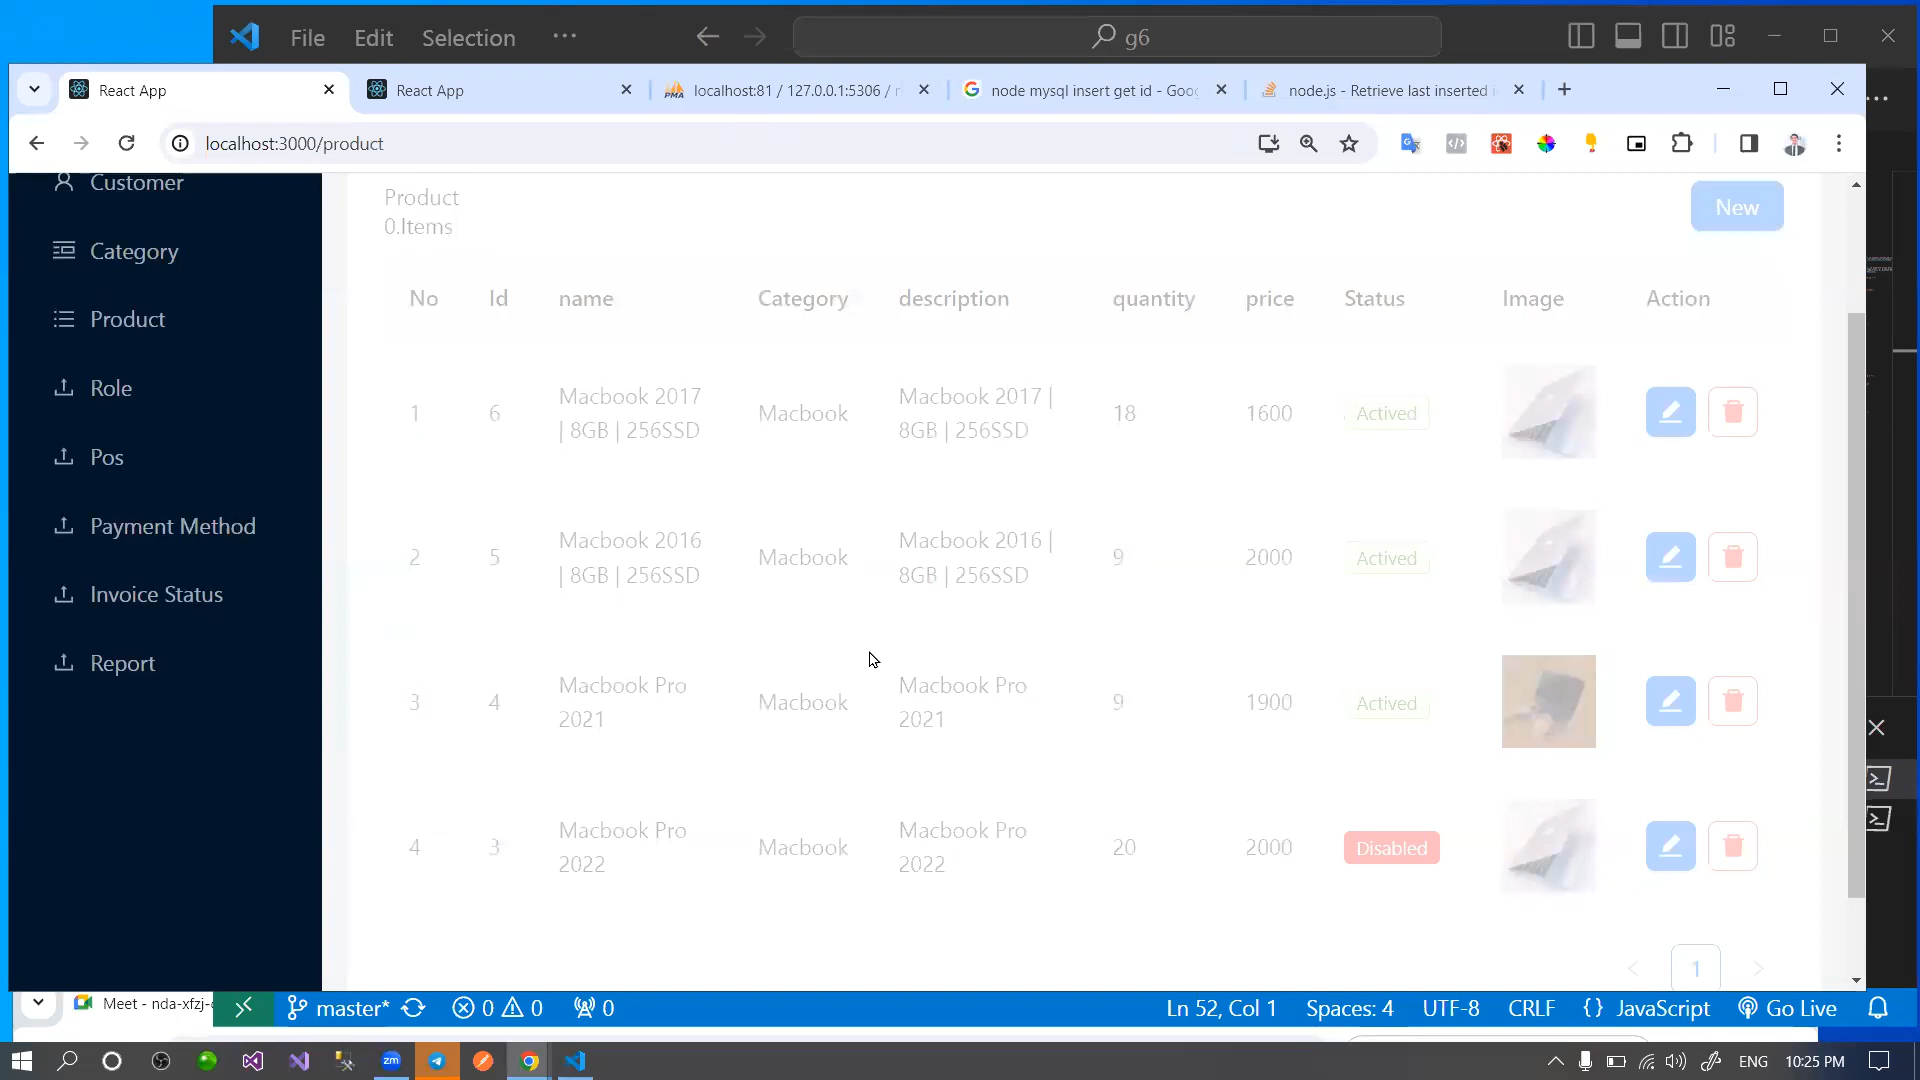 File Edit Selection ···
g6
React App
React App
localhost:81 / 127.0.0.1:5306 / r
node mysql insert get id - Goog
node.js - Retrieve last inserted i
localhost:3000/product
Customer
Category
Product
Role
Pos
Payment Method
Invoice Status
Report
Product
0.Items
New
No Id name Category description quantity price Status Image Action
1 6 Macbook 2017 | 8GB | 256SSD Macbook Macbook 2017 | 8GB | 256SSD 18 1600 Actived
2 5 Macbook 2016 | 8GB | 256SSD Macbook Macbook 2016 | 8GB | 256SSD 9 2000 Actived
3 4 Macbook Pro 2021 Macbook Macbook Pro 2021 9 1900 Actived
4 3 Macbook Pro 2022 Macbook Macbook Pro 2022 20 2000 Disabled
< 1 >
Meet - nda-xfzj-
master* 0 0 0 Ln 52, Col 1 Spaces: 4 UTF-8 CRLF {} JavaScript Go Live
zm
ENG 10:25 PM